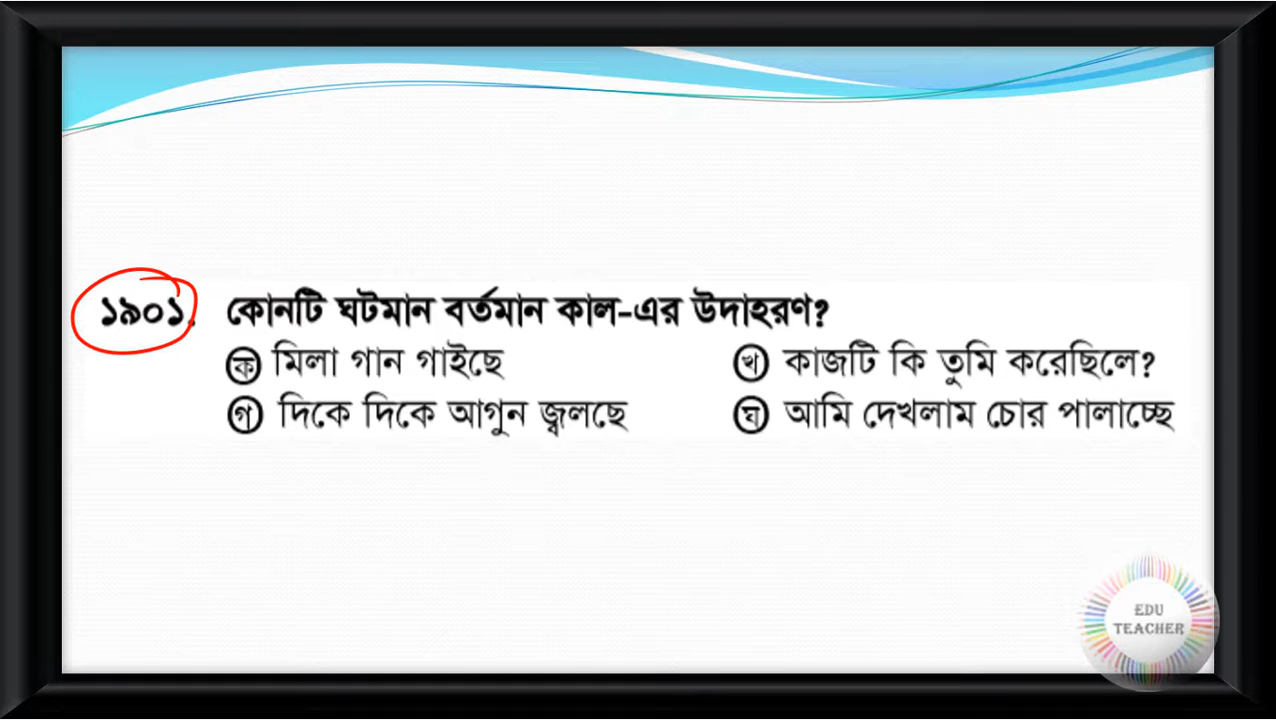 ১৯০১. কোনটি ঘটমান বর্তমান কাল-এর উদাহরণ?
ক মিলা গান গাইছে খ কাজটি কি তুমি করেছিলে?
গ দিকে দিকে আগুন জ্বলছে ঘ আমি দেখলাম চোর পালাচ্ছে
EDU
TEACHER